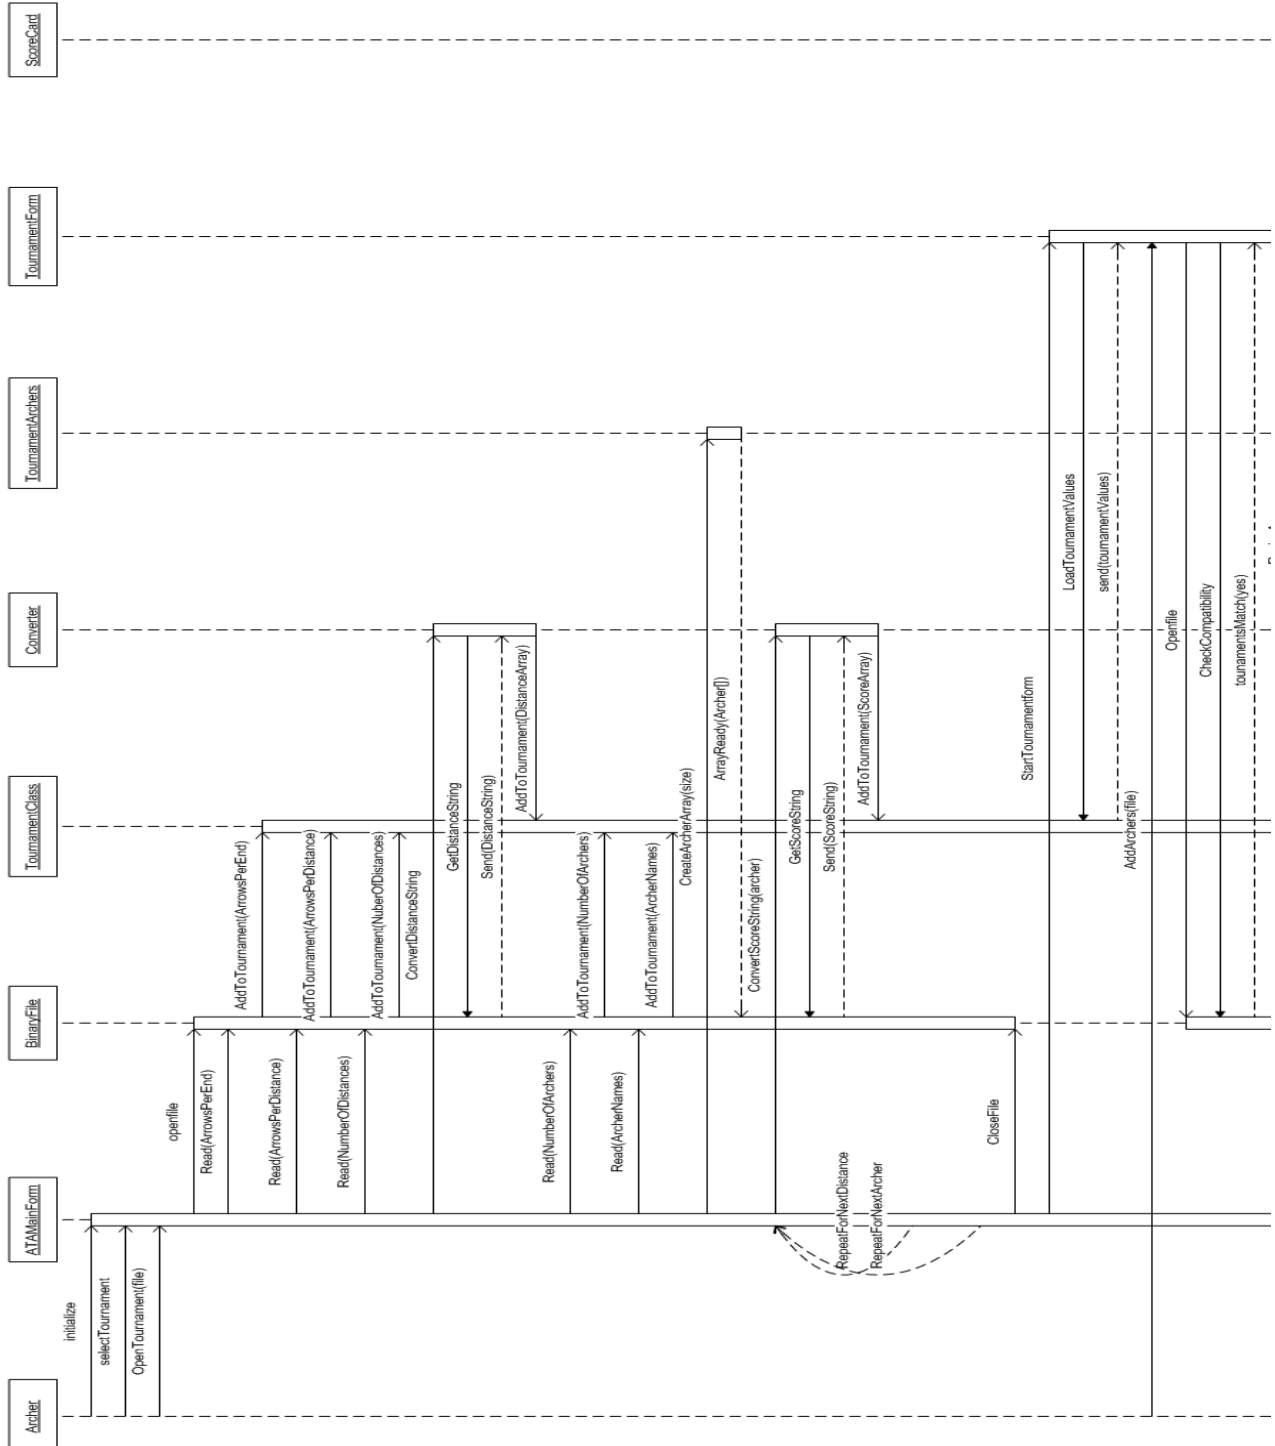 Archer
ATAMainForm
BinaryFile
TournamentClass
Converter
TournamentArchers
TournamentForm
ScoreCard
initialize
selectTournament
OpenTournament(file)
openfile
Read(ArrowsPerEnd)
AddToTournament(ArrowsPerEnd)
Read(ArrowsPerDistance)
AddToTournament(ArrowsPerDistance)
Read(NumberOfDistances)
AddToTournament(NuberOfDistances)
ConvertDistanceString
GetDistanceString
Send(DistanceString)
AddToTournament(DistanceArray)
Read(NumberOfArchers)
AddToTournament(NumberOfArchers)
Read(ArcherNames)
AddToTournament(ArcherNames)
CreateArcherArray(size)
ArrayReady(Archer[])
ConvertScoreString(archer)
GetScoreString
Send(ScoreString)
AddToTournament(ScoreArray)
RepeatForNextDistance
RepeatForNextArcher
CloseFile
StartTournamentform
LoadTournamentValues
send(tournamentValues)
AddArchers(file)
Openfile
CheckCompatibility
tounamentsMatch(yes)